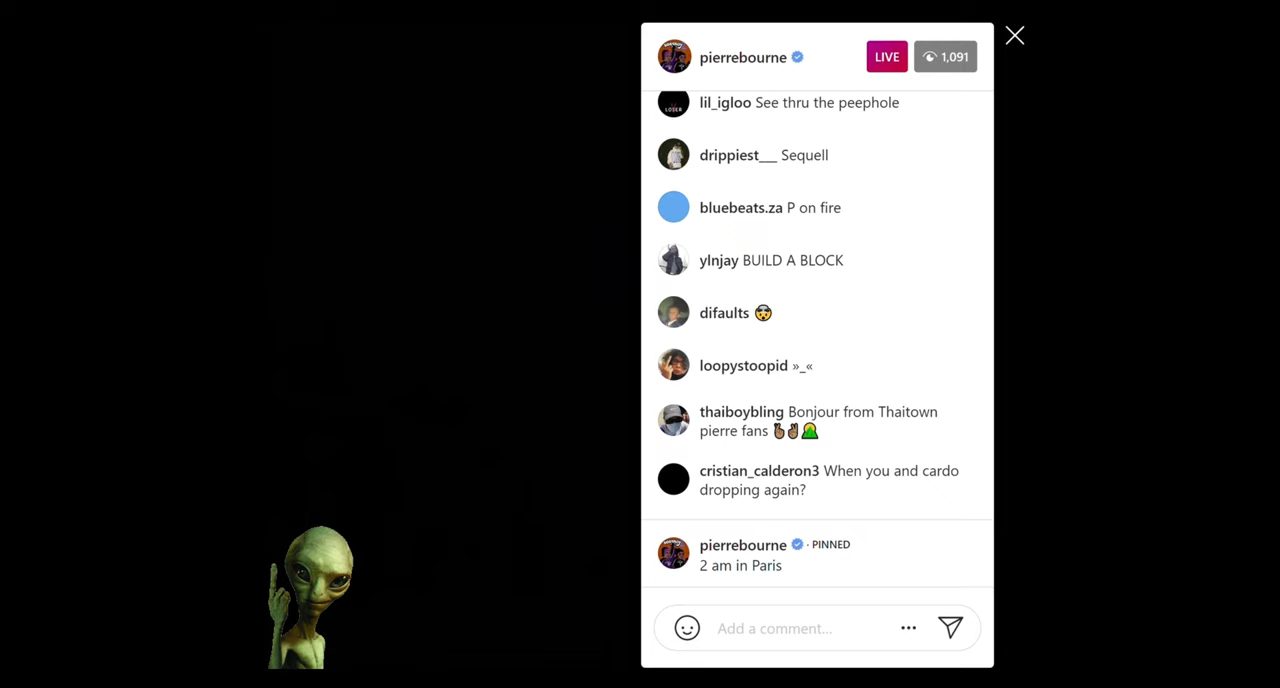 pierrebourne
LIVE
1,091
lil_igloo See thru the peephole
drippiest___ Sequell
bluebeats.za P on fire
ylnjay BUILD A BLOCK
difaults 🤯
loopystoopid »_«
thaiboybling Bonjour from Thaitown
pierre fans 🤞🏽✌🏽🤮
cristian_calderon3 When you and cardo
dropping again?
pierrebourne · PINNED
2 am in Paris
Add a comment...